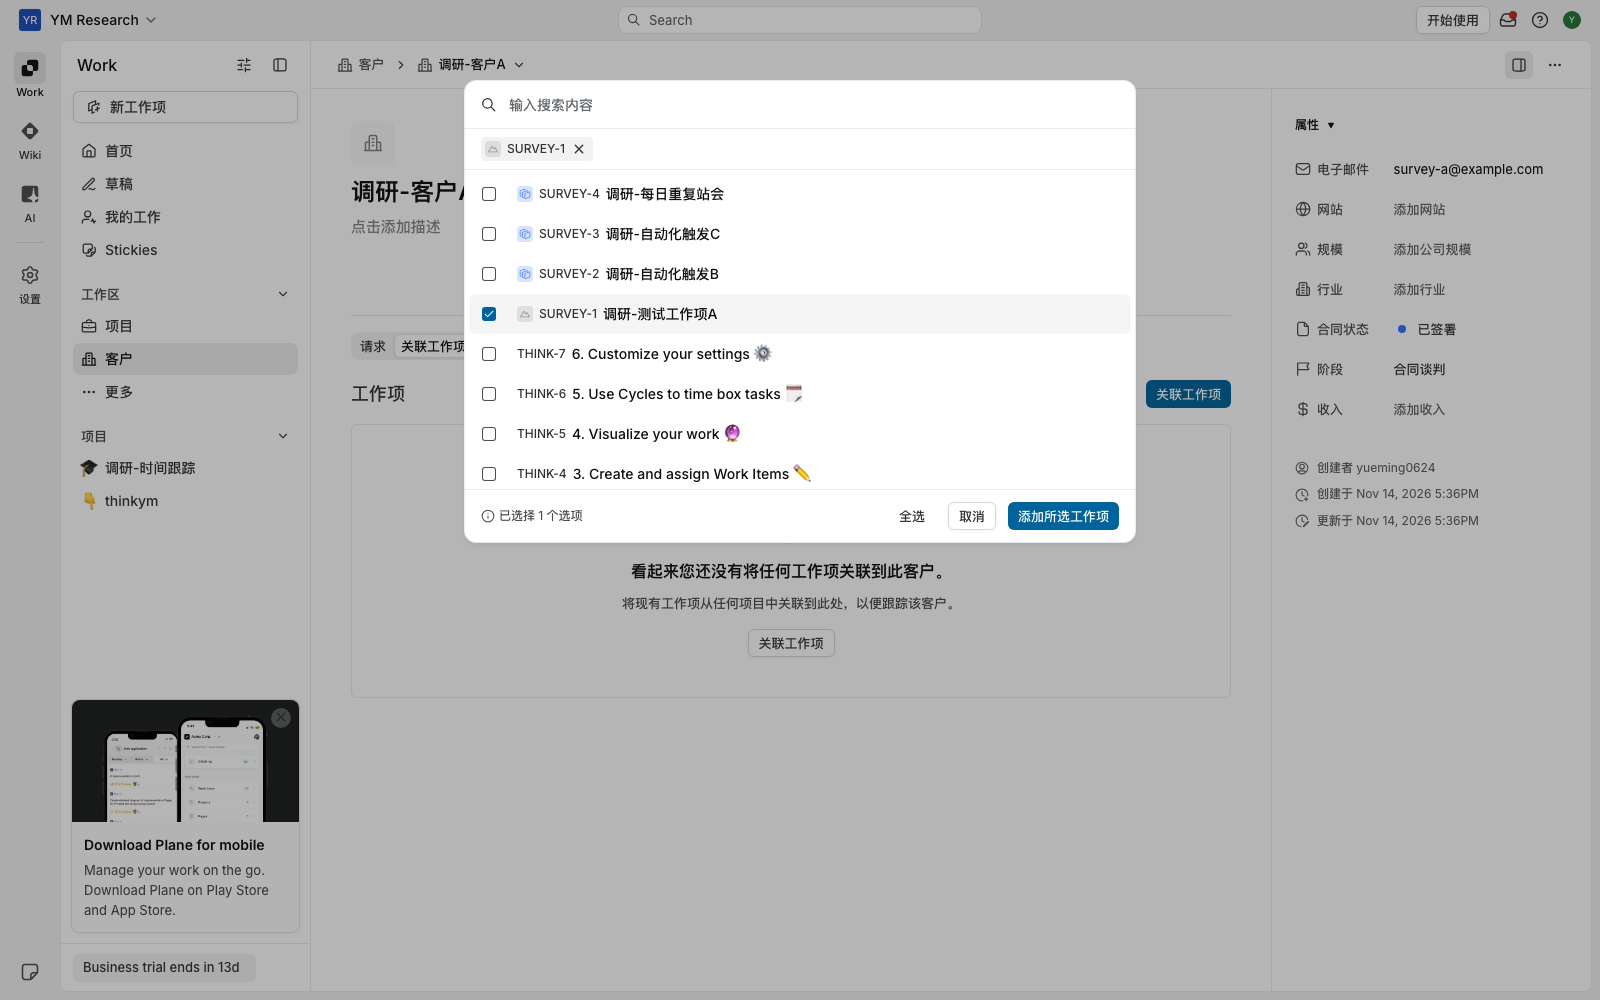 YR YM Research
Search
开始使用
Y
Work
Wiki
AI
设置
Work
新工作项
首页
草稿
我的工作
Stickies
工作区
项目
客户
更多
项目
调研-时间跟踪
thinkym
Download Plane for mobile
Manage your work on the go.
Download Plane on Play Store
and App Store.
Business trial ends in 13d
客户
调研-客户A
调研-客户A
点击添加描述
请求
关联工作项
工作项
关联工作项
输入搜索内容
SURVEY-1
SURVEY-4 调研-每日重复站会
SURVEY-3 调研-自动化触发C
SURVEY-2 调研-自动化触发B
SURVEY-1 调研-测试工作项A
THINK-7 6. Customize your settings ⚙️
THINK-6 5. Use Cycles to time box tasks 🗓️
THINK-5 4. Visualize your work 🔮
THINK-4 3. Create and assign Work Items ✏️
已选择 1 个选项
全选
取消
添加所选工作项
看起来您还没有将任何工作项关联到此客户。
将现有工作项从任何项目中关联到此处，以便跟踪该客户。
关联工作项
属性
电子邮件 survey-a@example.com
网站 添加网站
规模 添加公司规模
行业 添加行业
合同状态 已签署
阶段 合同谈判
收入 添加收入
创建者 yueming0624
创建于 Nov 14, 2026 5:36PM
更新于 Nov 14, 2026 5:36PM